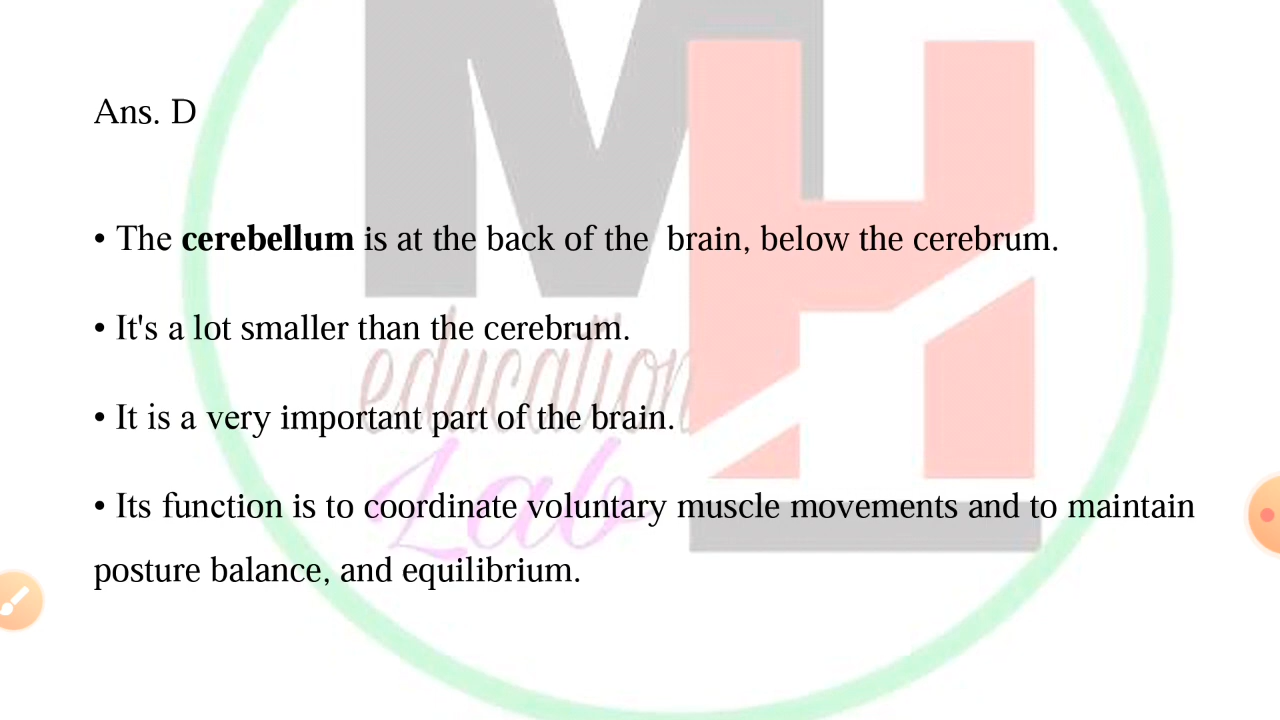 Ans. D
• The cerebellum is at the back of the brain, below the cerebrum.
• It's a lot smaller than the cerebrum.
• It is a very important part of the brain.
• Its function is to coordinate voluntary muscle movements and to maintain
posture balance, and equilibrium.
MH
education
Lab